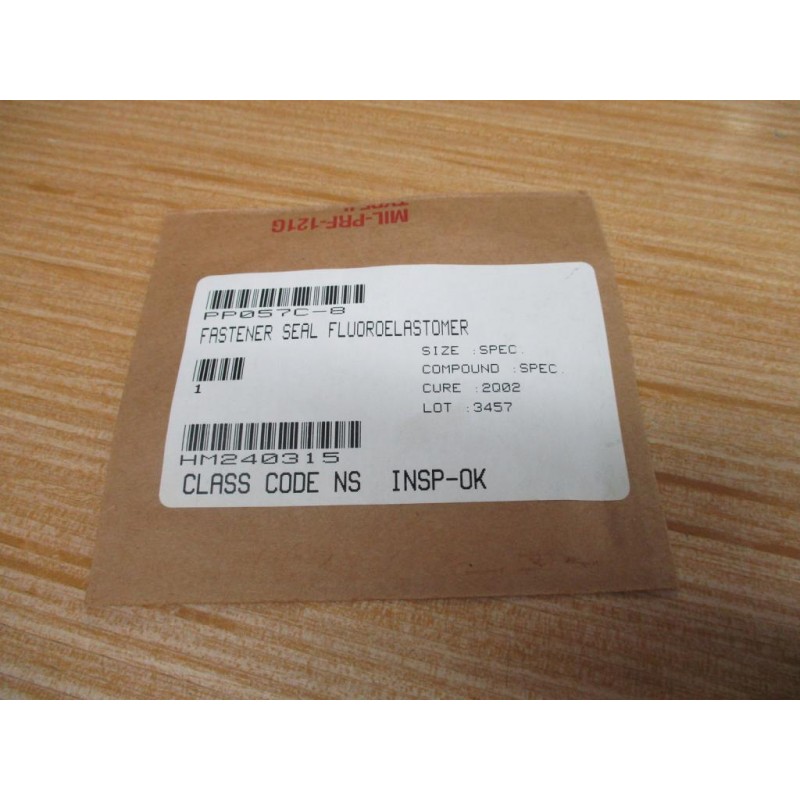 MIL-PRF-121G
PP057C-8
FASTENER SEAL FLUOROELASTOMER
SIZE :SPEC.
COMPOUND :SPEC.
1
CURE :2Q02
LOT :3457
HM240315
CLASS CODE NS INSP-OK